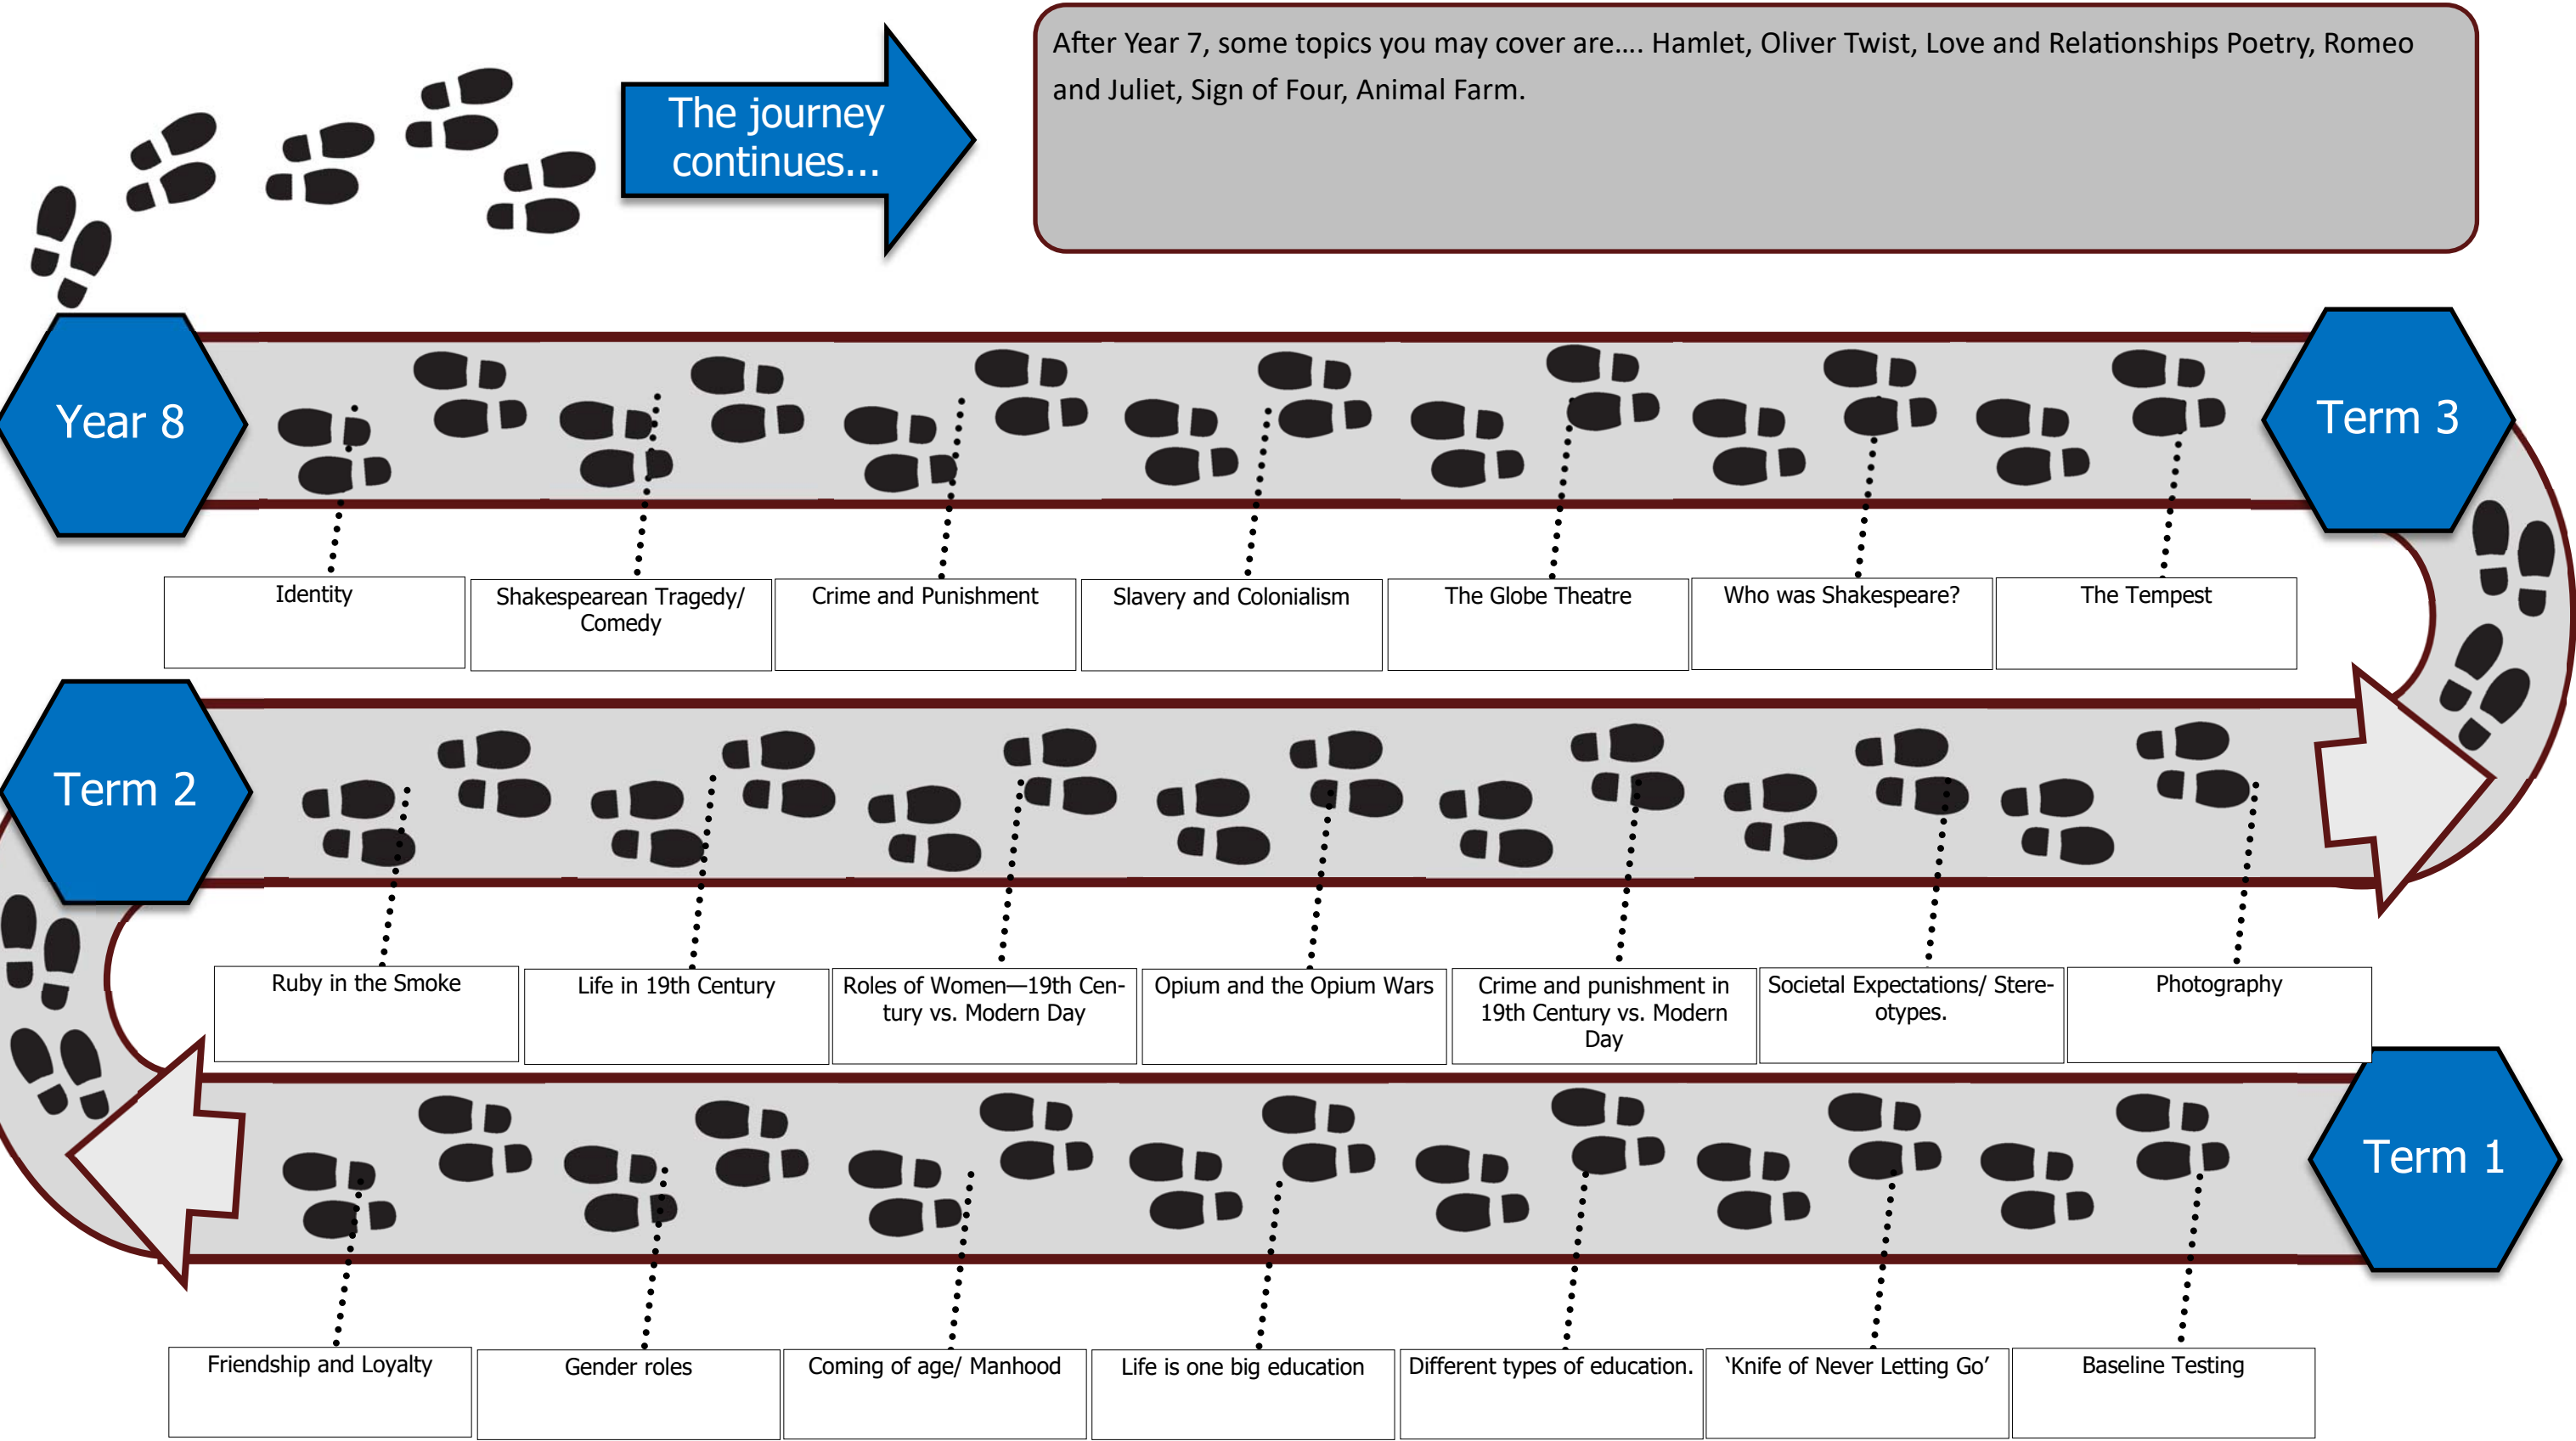 After Year 7, some topics you may cover are.... Hamlet, Oliver Twist, Love and Relationships Poetry, Romeo
and Juliet, Sign of Four, Animal Farm.
The journey
continues...
Year 8
Term 3
Identity
Shakespearean Tragedy/
Comedy
Crime and Punishment
Slavery and Colonialism
The Globe Theatre
Who was Shakespeare?
The Tempest
Term 2
Ruby in the Smoke
Life in 19th Century
Roles of Women—19th Cen-
tury vs. Modern Day
Opium and the Opium Wars
Crime and punishment in
19th Century vs. Modern
Day
Societal Expectations/ Stere-
otypes.
Photography
Term 1
Friendship and Loyalty
Gender roles
Coming of age/ Manhood
Life is one big education
Different types of education.
‘Knife of Never Letting Go’
Baseline Testing